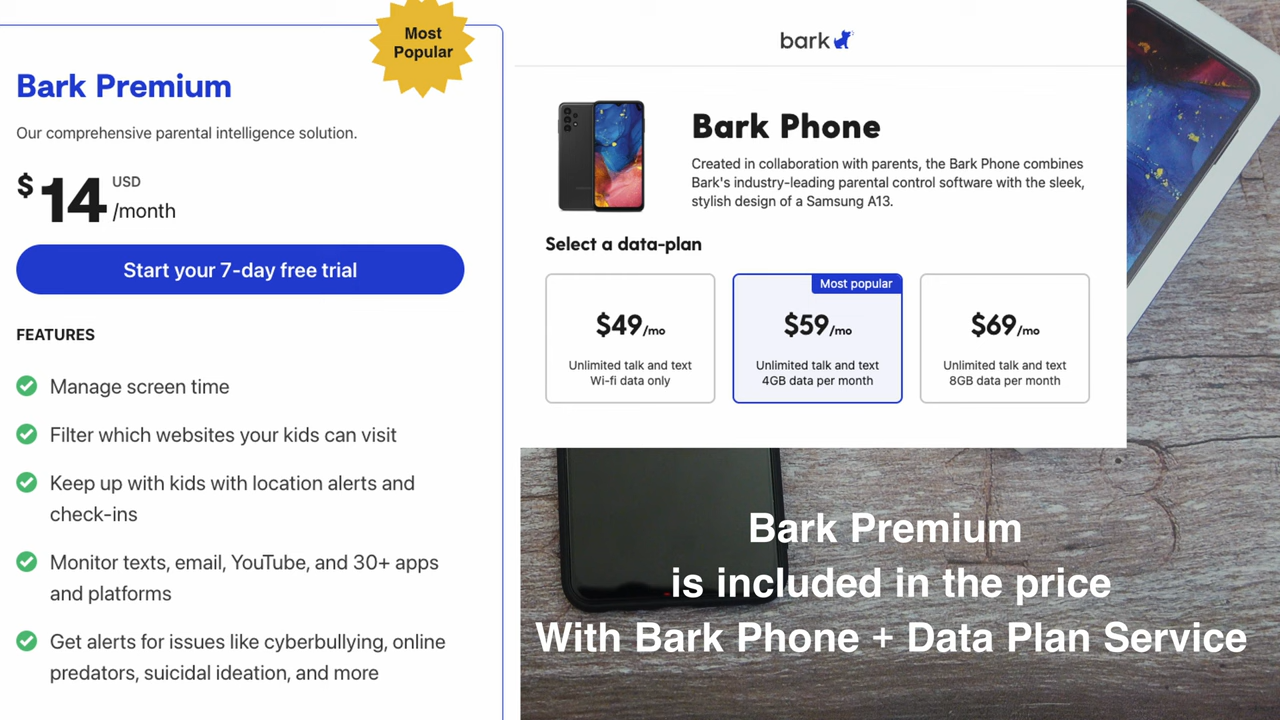 Most
Popular
Bark Premium
Our comprehensive parental intelligence solution.
$14 USD
/month
Start your 7-day free trial
FEATURES
Manage screen time
Filter which websites your kids can visit
Keep up with kids with location alerts and
check-ins
Monitor texts, email, YouTube, and 30+ apps
and platforms
Get alerts for issues like cyberbullying, online
predators, suicidal ideation, and more
bark
Bark Phone
Created in collaboration with parents, the Bark Phone combines
Bark's industry-leading parental control software with the sleek,
stylish design of a Samsung A13.
Select a data-plan
$49/mo
Unlimited talk and text
Wi-fi data only
Most popular
$59/mo
Unlimited talk and text
4GB data per month
$69/mo
Unlimited talk and text
8GB data per month
Bark Premium
is included in the price
With Bark Phone + Data Plan Service